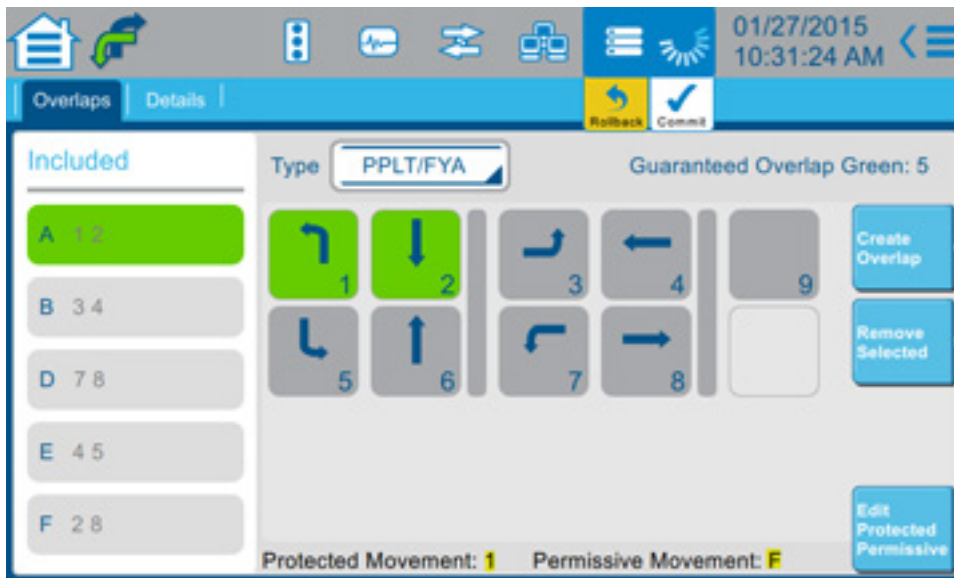 01/27/2015
10:31:24 AM
Overlaps Details
Rollback Commit
Included
Type PPLT/FYA Guaranteed Overlap Green: 5
A 1 2
B 3 4
D 7 8
E 4 5
F 2 8
1 2 3 4 9
5 6 7 8
Create
Overlap
Remove
Selected
Edit
Protected
Permissive
Protected Movement: 1 Permissive Movement: F